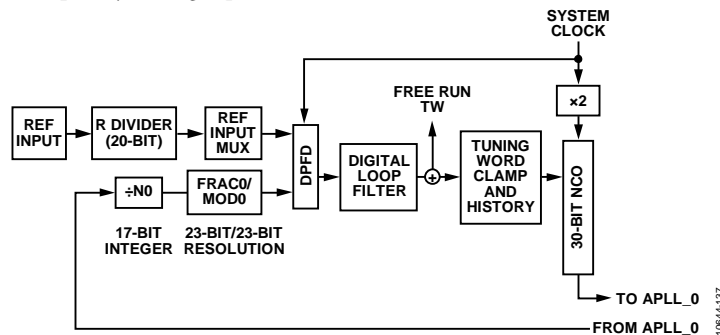 SYSTEM
CLOCK
×2
FREE RUN
TW
REF
INPUT
R DIVIDER
(20-BIT)
REF
INPUT
MUX
DPFD
DIGITAL
LOOP
FILTER
+
TUNING
WORD
CLAMP
AND
HISTORY
30-BIT NCO
÷N0
FRAC0/
MOD0
17-BIT
INTEGER
23-BIT/23-BIT
RESOLUTION
TO APLL_0
FROM APLL_0
10644-137